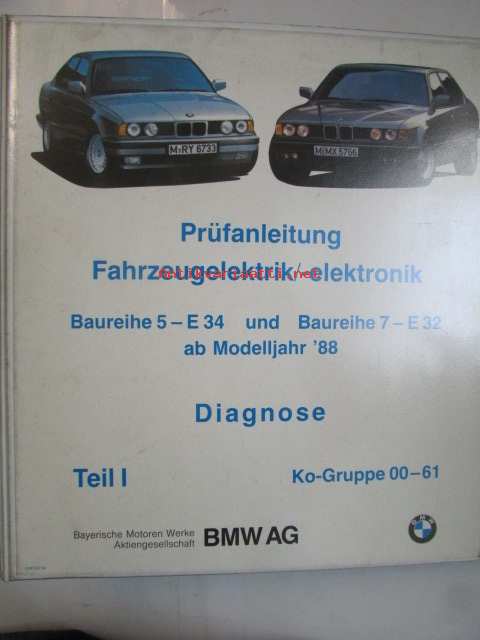 M·RY 6733
M·MX 5766
Prüfanleitung
Fahrzeugelektrik/elektronik
Baureihe 5 – E 34 und Baureihe 7 – E 32
ab Modelljahr '88
Diagnose
Teil I
Ko-Gruppe 00–61
Bayerische Motoren Werke
Aktiengesellschaft
BMW AG
BMW